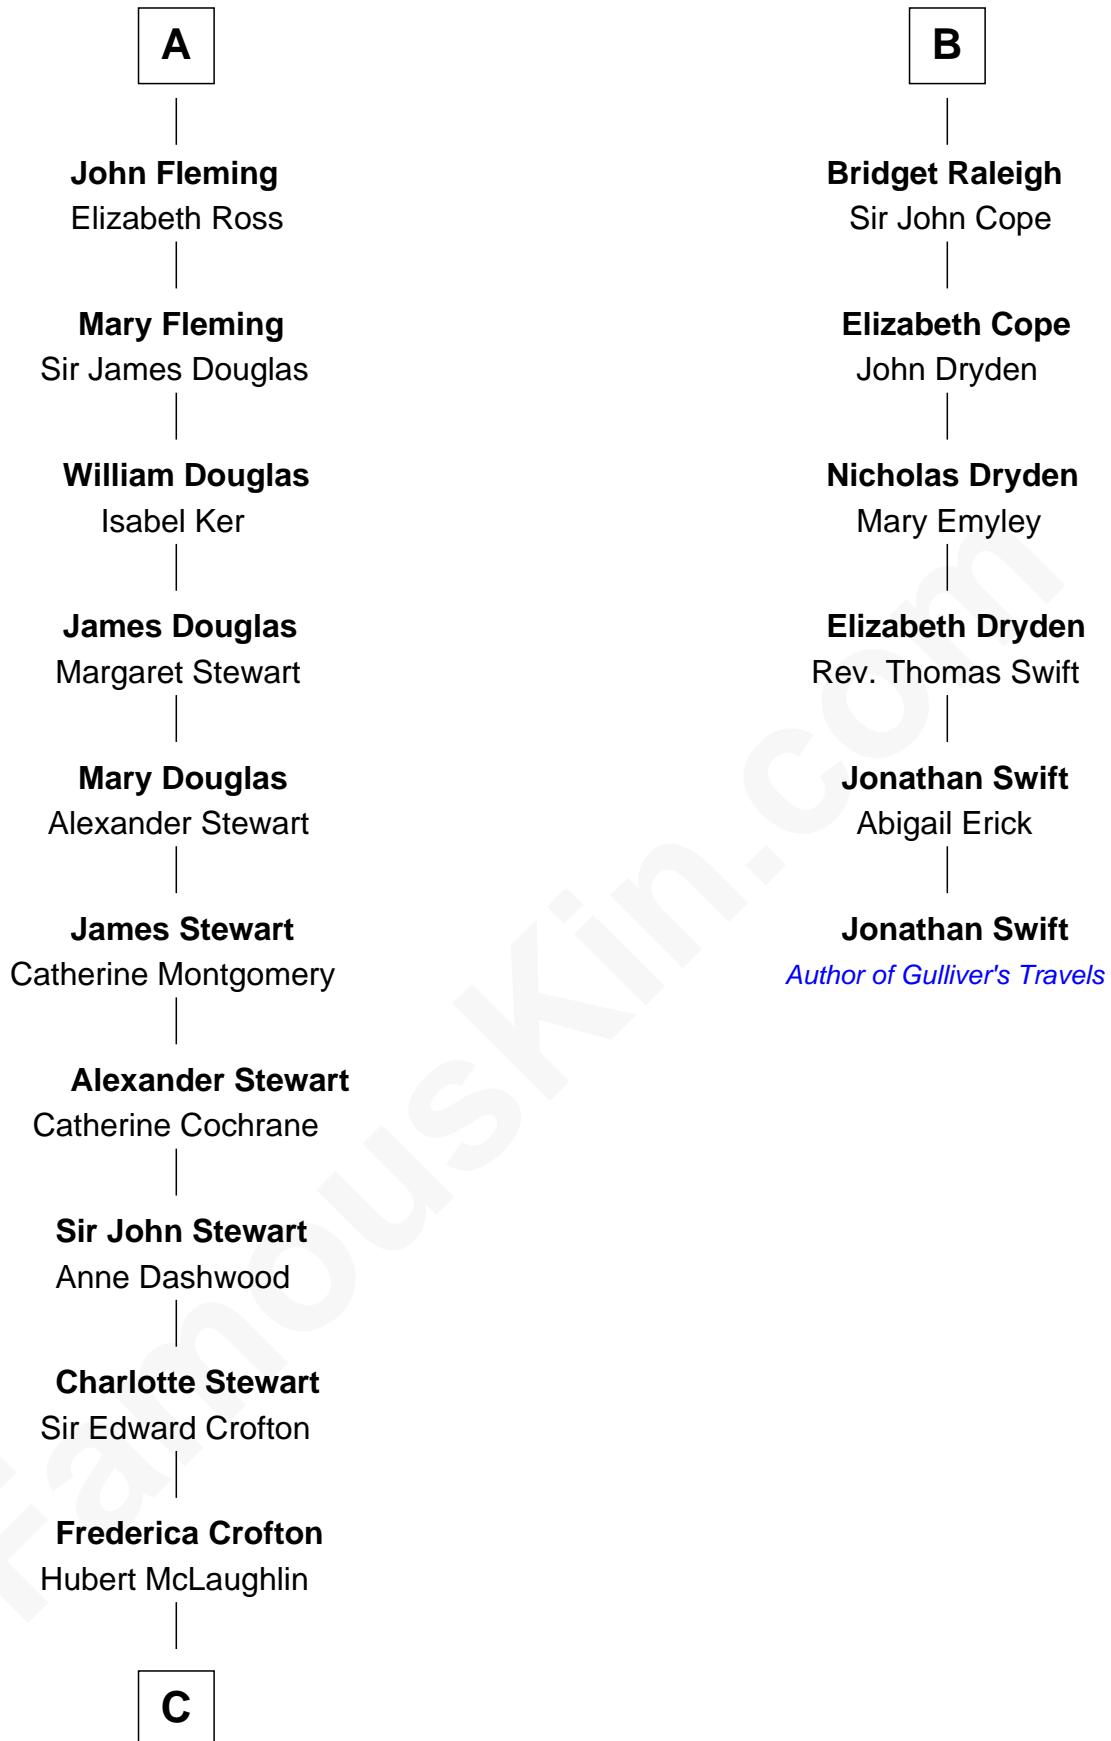 A
John Fleming
Elizabeth Ross
Mary Fleming
Sir James Douglas
William Douglas
Isabel Ker
James Douglas
Margaret Stewart
Mary Douglas
Alexander Stewart
James Stewart
Catherine Montgomery
Alexander Stewart
Catherine Cochrane
Sir John Stewart
Anne Dashwood
Charlotte Stewart
Sir Edward Crofton
Frederica Crofton
Hubert McLaughlin
C
B
Bridget Raleigh
Sir John Cope
Elizabeth Cope
John Dryden
Nicholas Dryden
Mary Emyley
Elizabeth Dryden
Rev. Thomas Swift
Jonathan Swift
Abigail Erick
Jonathan Swift
Author of Gulliver's Travels
FamousKin.com